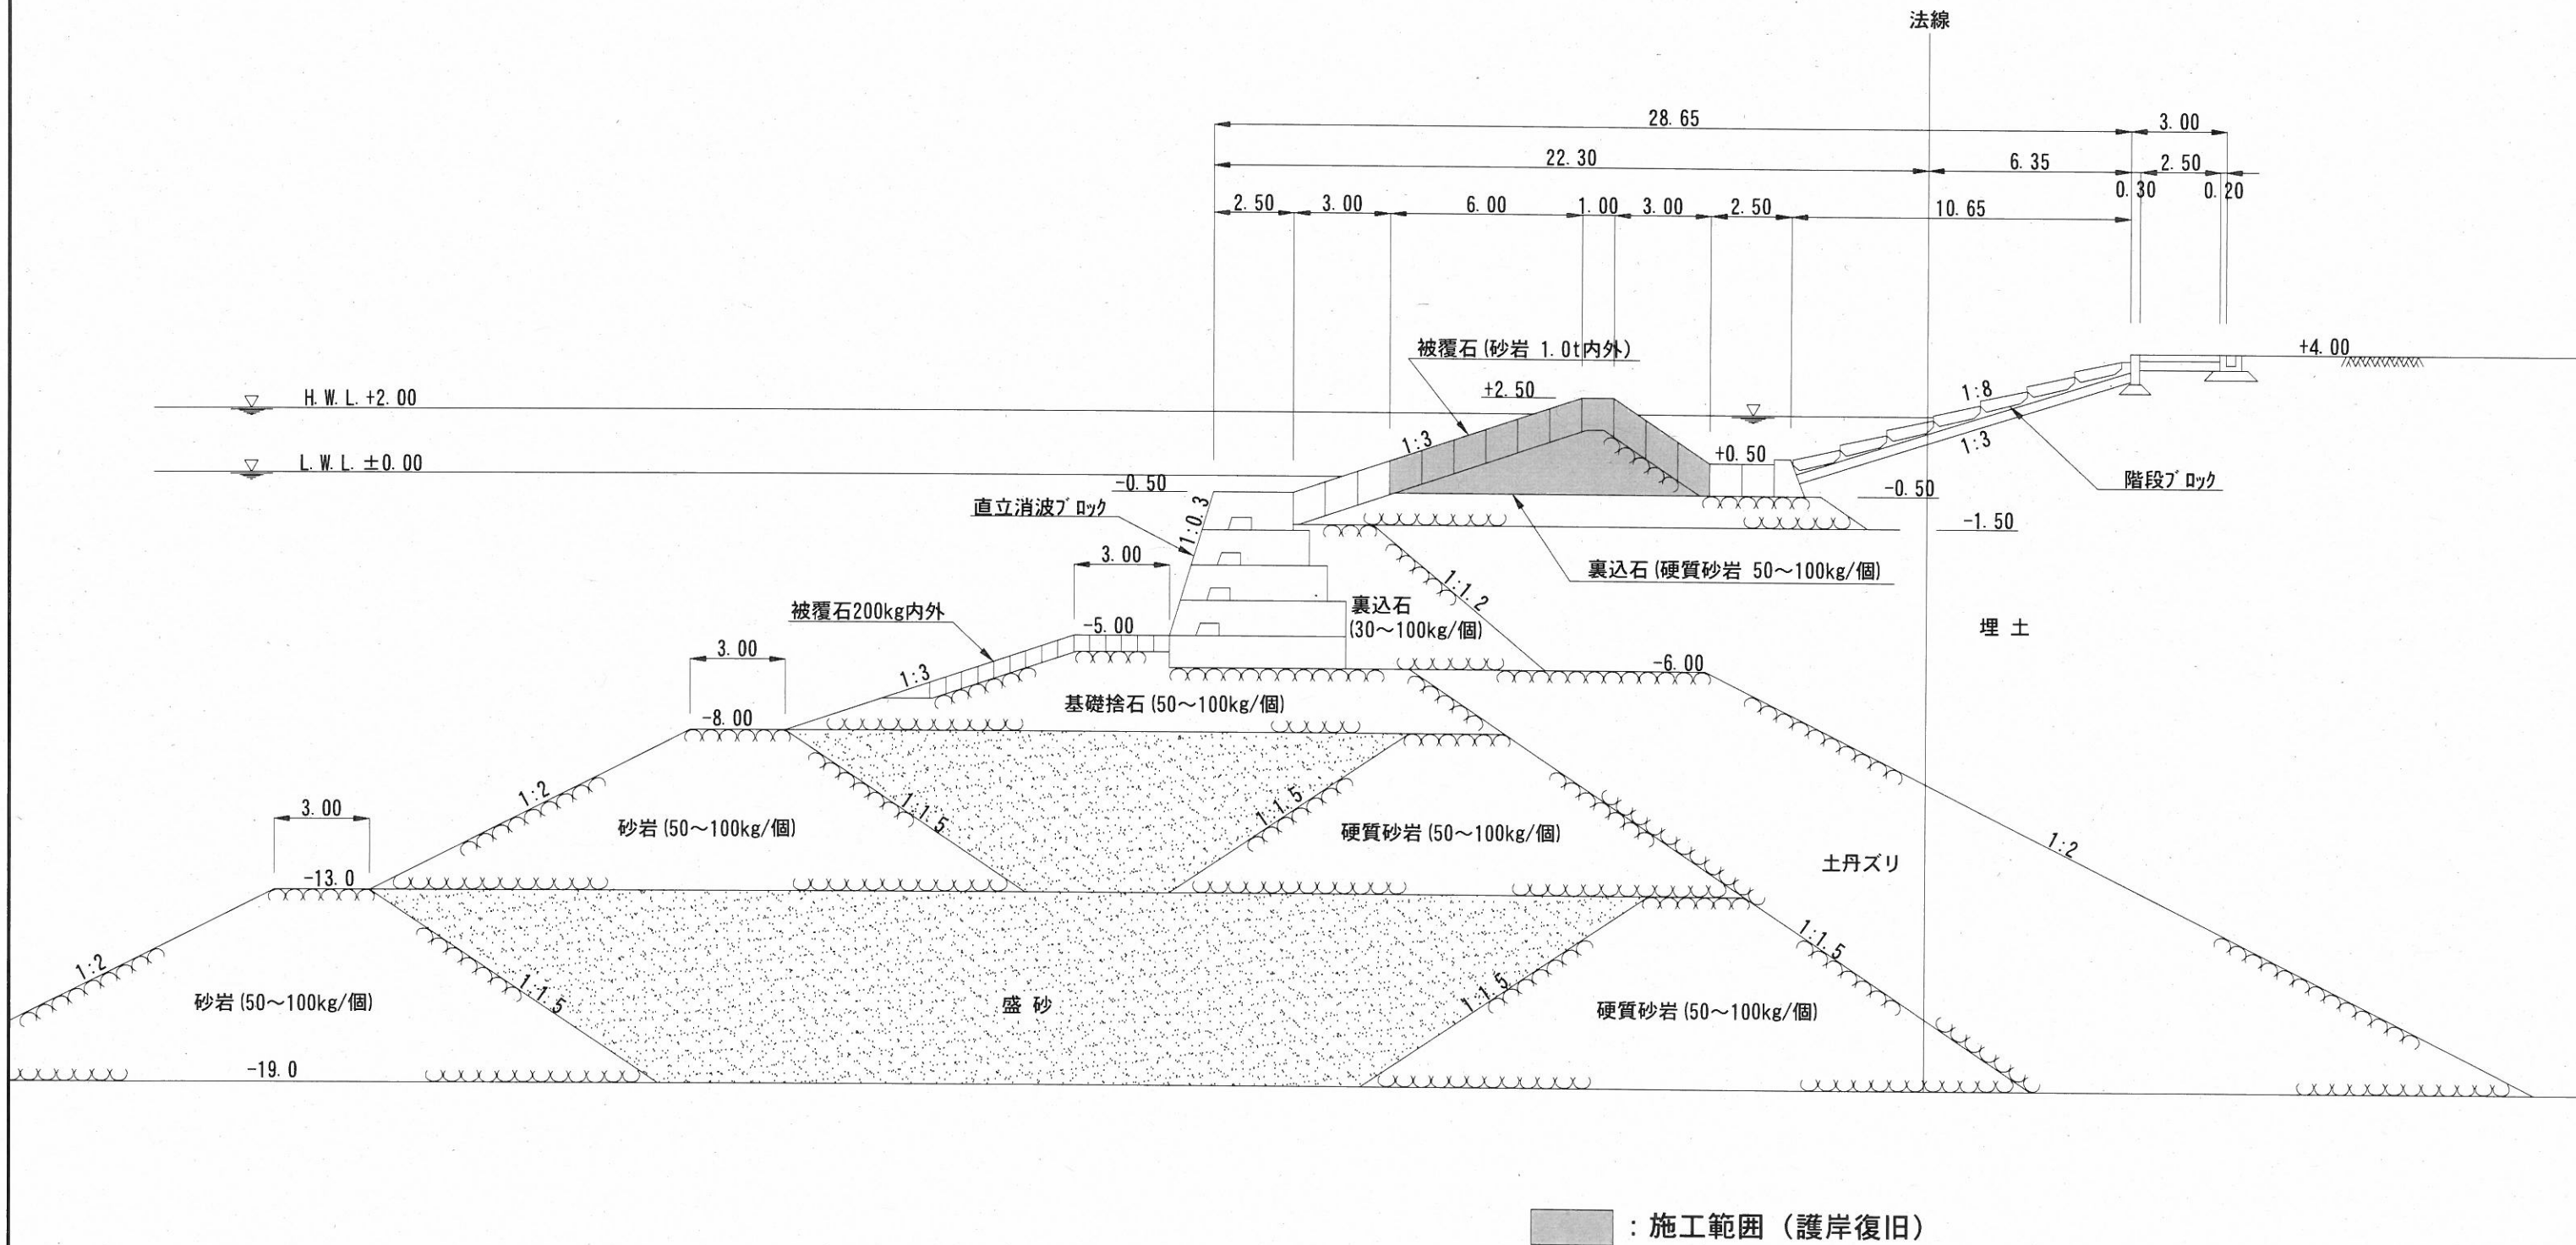 法線
28.65
3.00
22.30
6.35
2.50
0.30
0.20
2.50
3.00
6.00
1.00
3.00
2.50
10.65
被覆石(砂岩 1.0t内外)
+4.00
+2.50
H.W.L.+2.00
1:8
1:3
1:3
+0.50
L.W.L.±0.00
階段ブロック
-0.50
-0.50
直立消波ブロック
1:0.3
-1.50
3.00
裏込石(硬質砂岩 50~100kg/個)
1:1.2
裏込石
(30~100kg/個)
被覆石200kg内外
-5.00
埋 土
3.00
-6.00
1:3
基礎捨石(50~100kg/個)
-8.00
1:2
3.00
1:1.5
1:1.5
砂岩(50~100kg/個)
硬質砂岩(50~100kg/個)
1:2
土丹ズリ
-13.0
1:1.5
1:2
1:1.5
1:1.5
砂岩(50~100kg/個)
盛 砂
硬質砂岩(50~100kg/個)
-19.0
:施工範囲(護岸復旧)